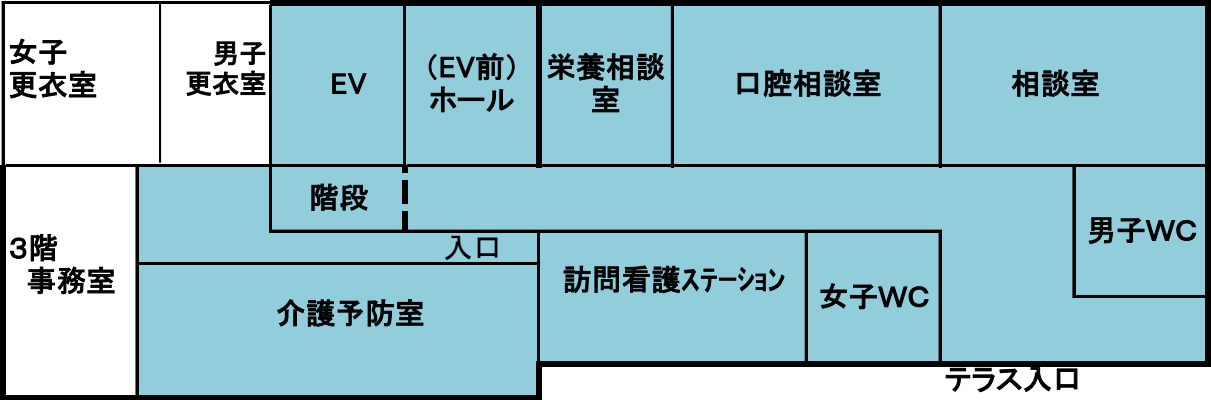 女子
更衣室
男子
更衣室
EV
（EV前）
ホール
栄養相談
室
口腔相談室
相談室
階段
男子WC
３階
事務室
入口
訪問看護ｽﾃｰｼｮﾝ
女子WC
介護予防室
テラス入口